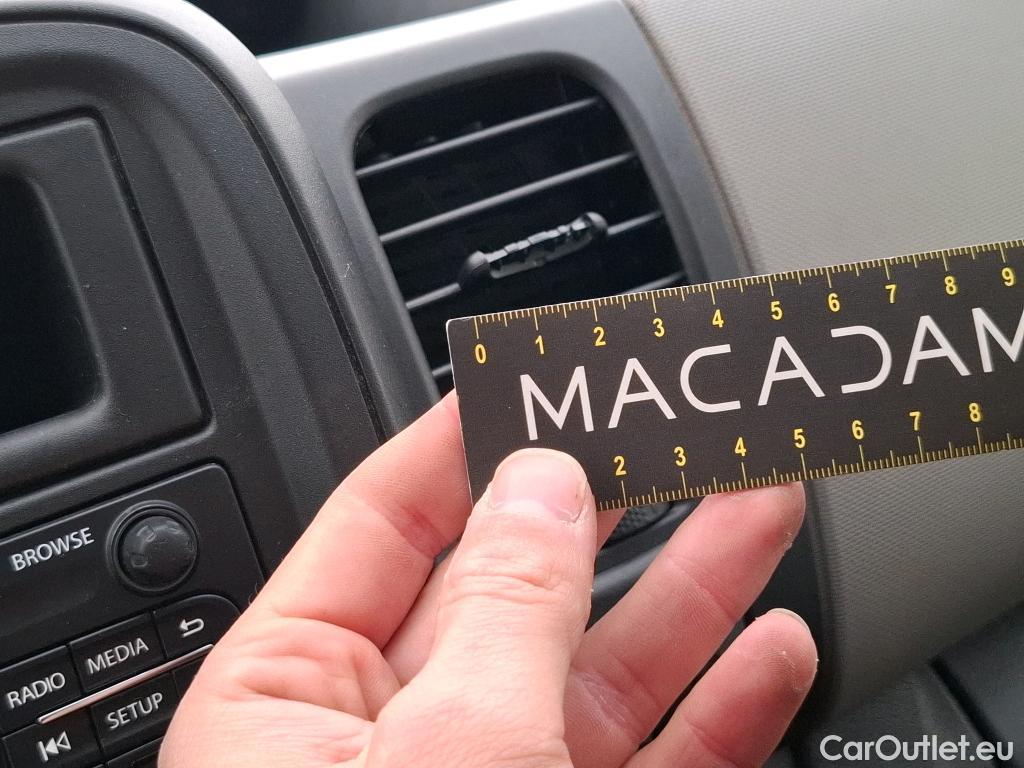 0 1 2 3 4 5 6 7 8 9
MACADAM
2 3 4 5 6 7 8
BROWSE
MEDIA
RADIO
SETUP
CarOutlet.eu